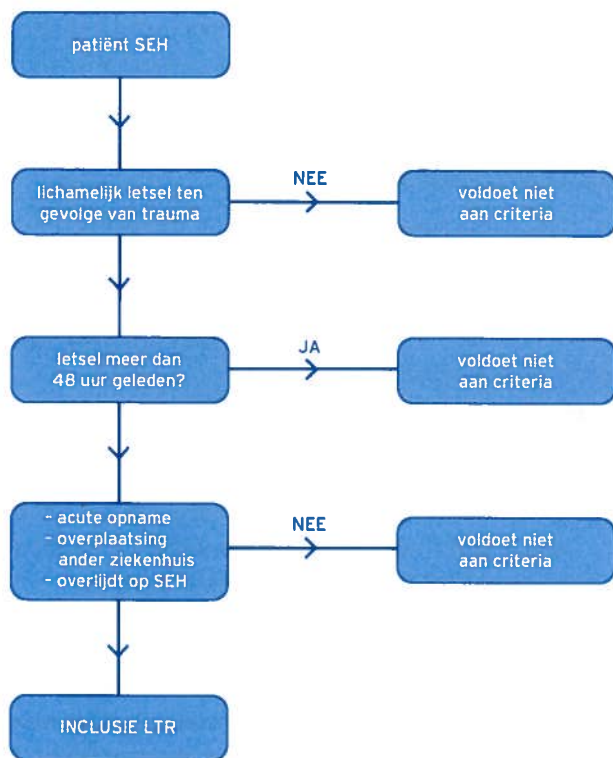 patiënt SEH
lichamelijk letsel ten
gevolge van trauma
NEE
voldoet niet
aan criteria
letsel meer dan
48 uur geleden?
JA
voldoet niet
aan criteria
- acute opname
- overplaatsing
ander ziekenhuis
- overlijdt op SEH
NEE
voldoet niet
aan criteria
INCLUSIE LTR